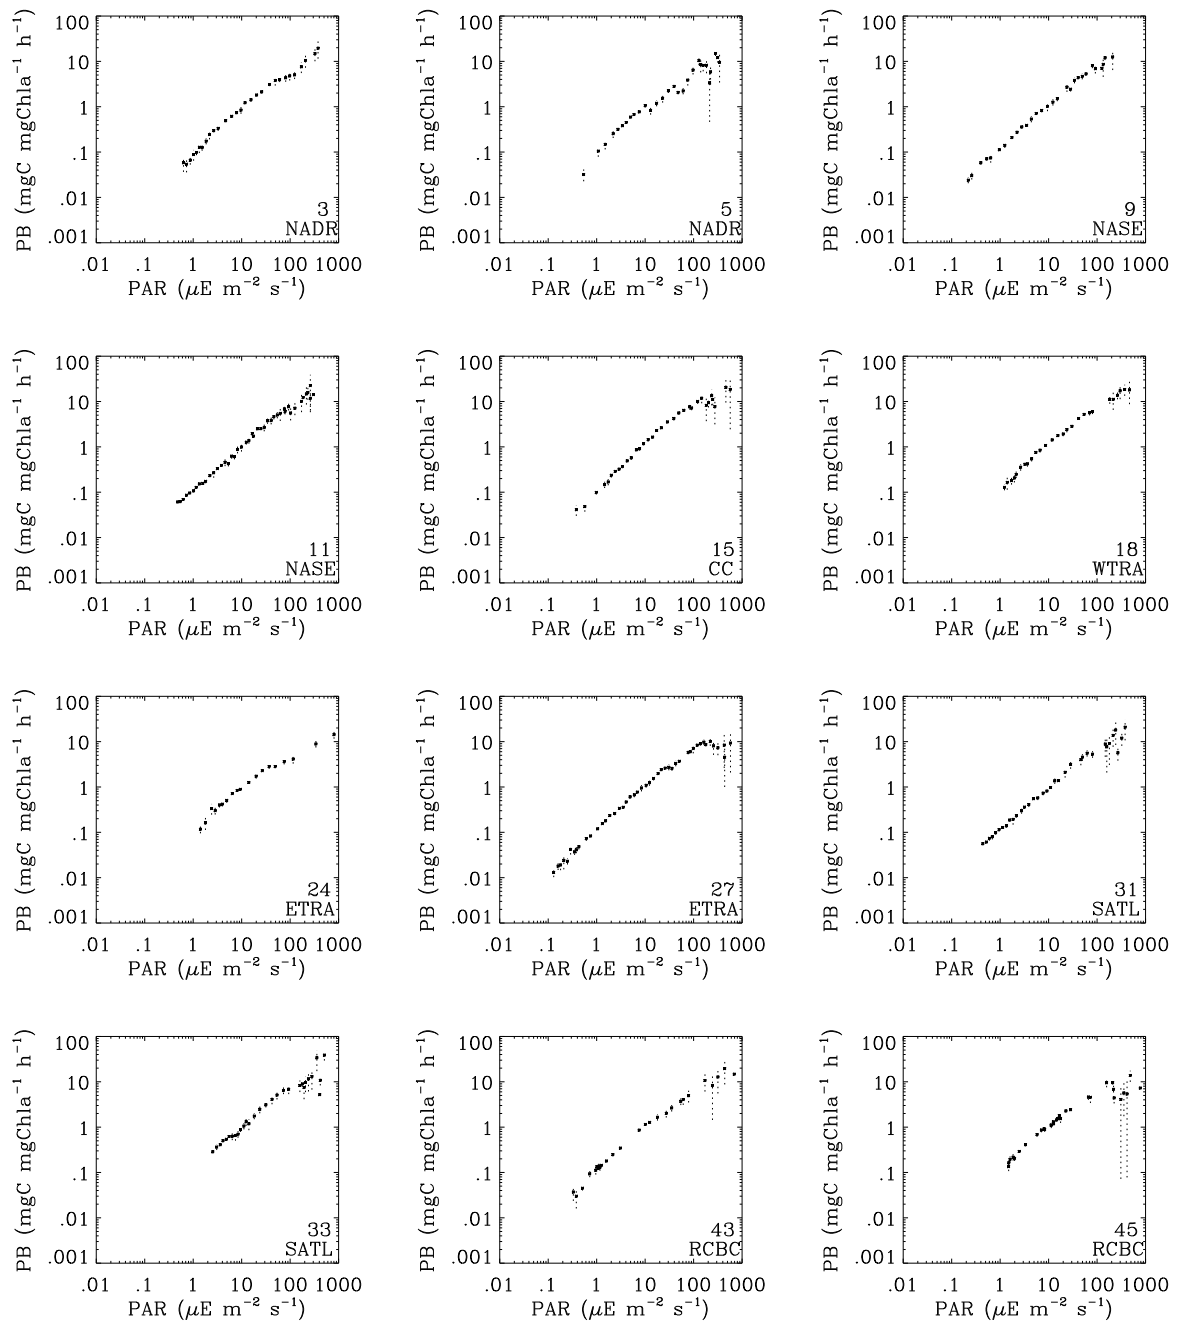 100
10
1
.1
.01
.001
PB (mgC mgChla⁻¹ h⁻¹)
3
NADR
.01 .1 1 10 100 1000
PAR (μE m⁻² s⁻¹)
100
10
1
.1
.01
.001
PB (mgC mgChla⁻¹ h⁻¹)
5
NADR
.01 .1 1 10 100 1000
PAR (μE m⁻² s⁻¹)
100
10
1
.1
.01
.001
PB (mgC mgChla⁻¹ h⁻¹)
9
NASE
.01 .1 1 10 100 1000
PAR (μE m⁻² s⁻¹)
100
10
1
.1
.01
.001
PB (mgC mgChla⁻¹ h⁻¹)
11
NASE
.01 .1 1 10 100 1000
PAR (μE m⁻² s⁻¹)
100
10
1
.1
.01
.001
PB (mgC mgChla⁻¹ h⁻¹)
15
CC
.01 .1 1 10 100 1000
PAR (μE m⁻² s⁻¹)
100
10
1
.1
.01
.001
PB (mgC mgChla⁻¹ h⁻¹)
18
WTRA
.01 .1 1 10 100 1000
PAR (μE m⁻² s⁻¹)
100
10
1
.1
.01
.001
PB (mgC mgChla⁻¹ h⁻¹)
24
ETRA
.01 .1 1 10 100 1000
PAR (μE m⁻² s⁻¹)
100
10
1
.1
.01
.001
PB (mgC mgChla⁻¹ h⁻¹)
27
ETRA
.01 .1 1 10 100 1000
PAR (μE m⁻² s⁻¹)
100
10
1
.1
.01
.001
PB (mgC mgChla⁻¹ h⁻¹)
31
SATL
.01 .1 1 10 100 1000
PAR (μE m⁻² s⁻¹)
100
10
1
.1
.01
.001
PB (mgC mgChla⁻¹ h⁻¹)
33
SATL
.01 .1 1 10 100 1000
PAR (μE m⁻² s⁻¹)
100
10
1
.1
.01
.001
PB (mgC mgChla⁻¹ h⁻¹)
43
RCBC
.01 .1 1 10 100 1000
PAR (μE m⁻² s⁻¹)
100
10
1
.1
.01
.001
PB (mgC mgChla⁻¹ h⁻¹)
45
RCBC
.01 .1 1 10 100 1000
PAR (μE m⁻² s⁻¹)